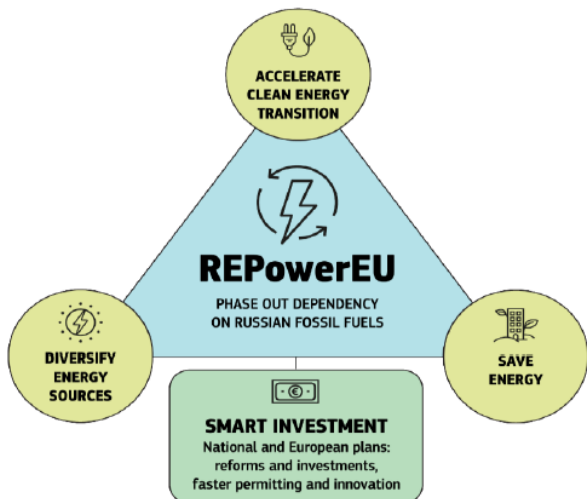 ACCELERATE
CLEAN ENERGY
TRANSITION
REPowerEU
PHASE OUT DEPENDENCY
ON RUSSIAN FOSSIL FUELS
DIVERSIFY
ENERGY
SOURCES
SAVE
ENERGY
€
SMART INVESTMENT
National and European plans:
reforms and investments,
faster permitting and innovation